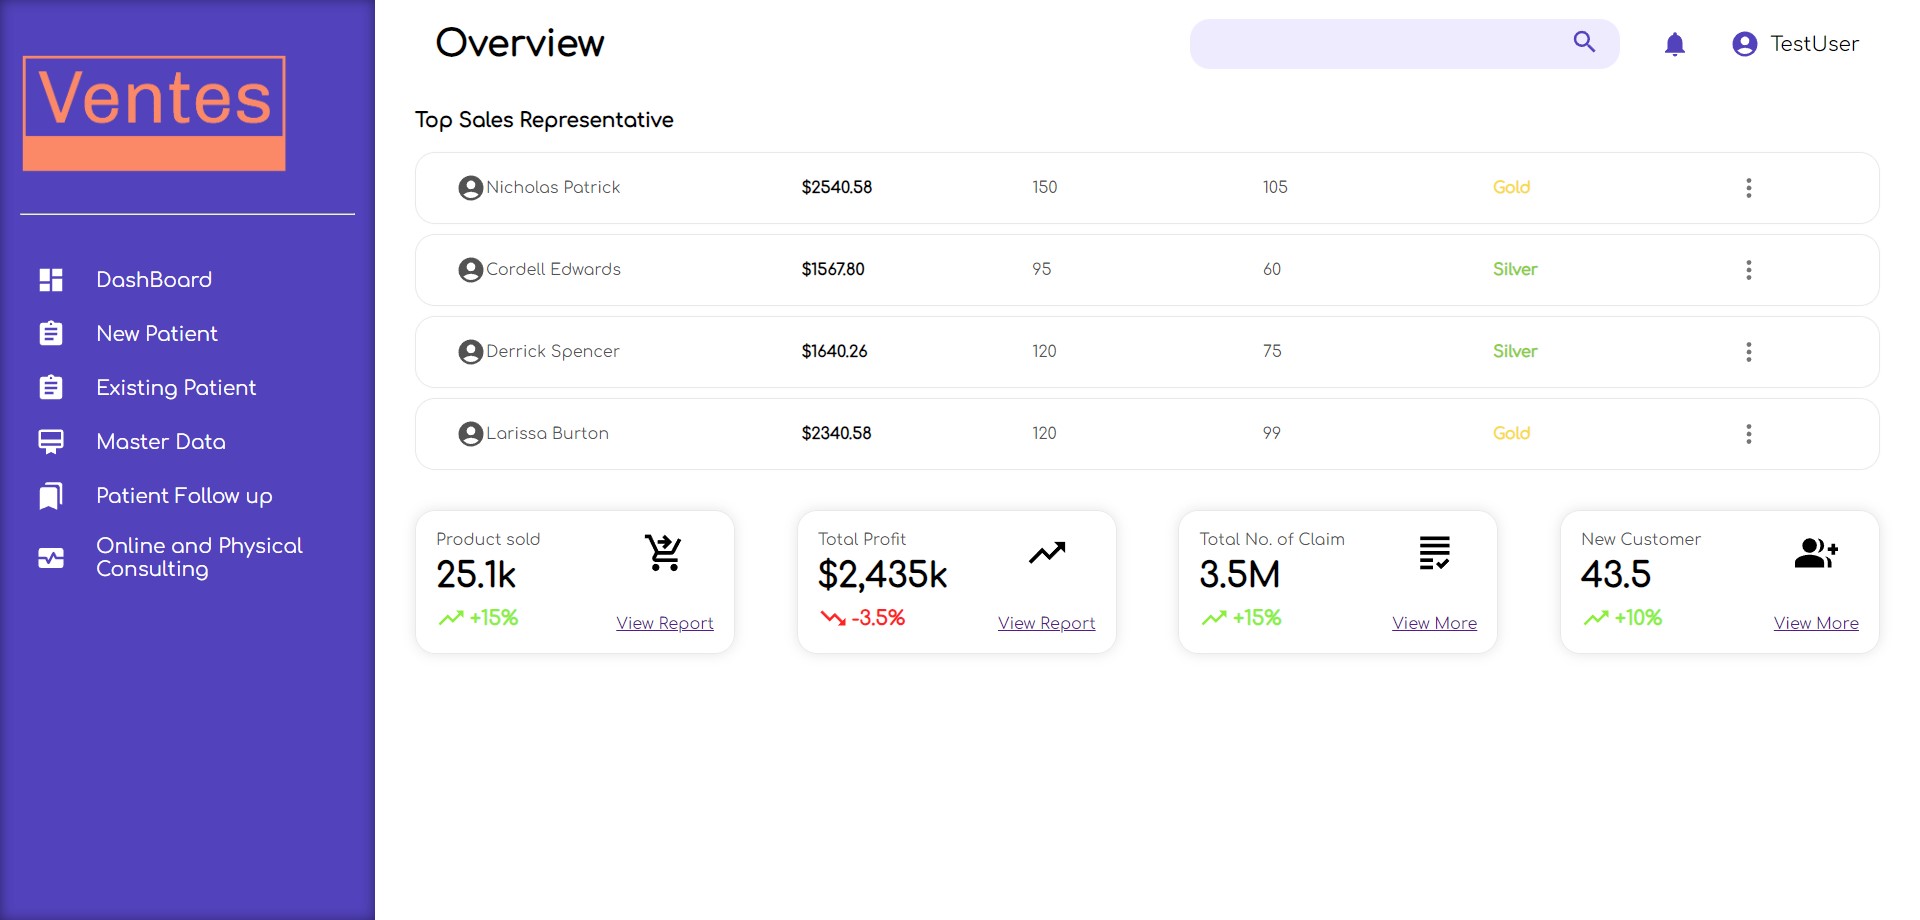 Ventes
DashBoard
New Patient
Existing Patient
Master Data
Patient Follow up
Online and Physical
Consulting
Overview
TestUser
Top Sales Representative
Nicholas Patrick $2540.58 150 105 Gold
Cordell Edwards $1567.80 95 60 Silver
Derrick Spencer $1640.26 120 75 Silver
Larissa Burton $2340.58 120 99 Gold
Product sold
25.1k
+15% View Report
Total Profit
$2,435k
-3.5% View Report
Total No. of Claim
3.5M
+15% View More
New Customer
43.5
+10% View More